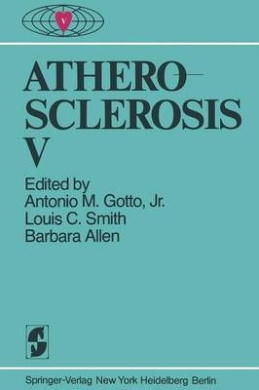 V
ATHERO–
SCLEROSIS
V
Edited by
Antonio M. Gotto, Jr.
Louis C. Smith
Barbara Allen
Springer-Verlag New York Heidelberg Berlin